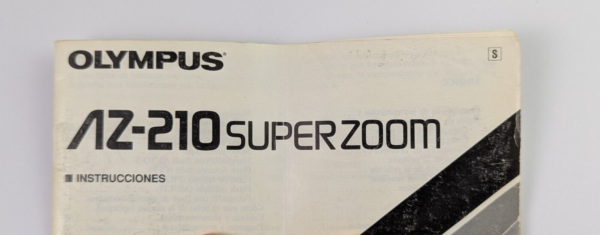 OLYMPUS®
S
AZ-210 SUPERZOOM
INSTRUCCIONES